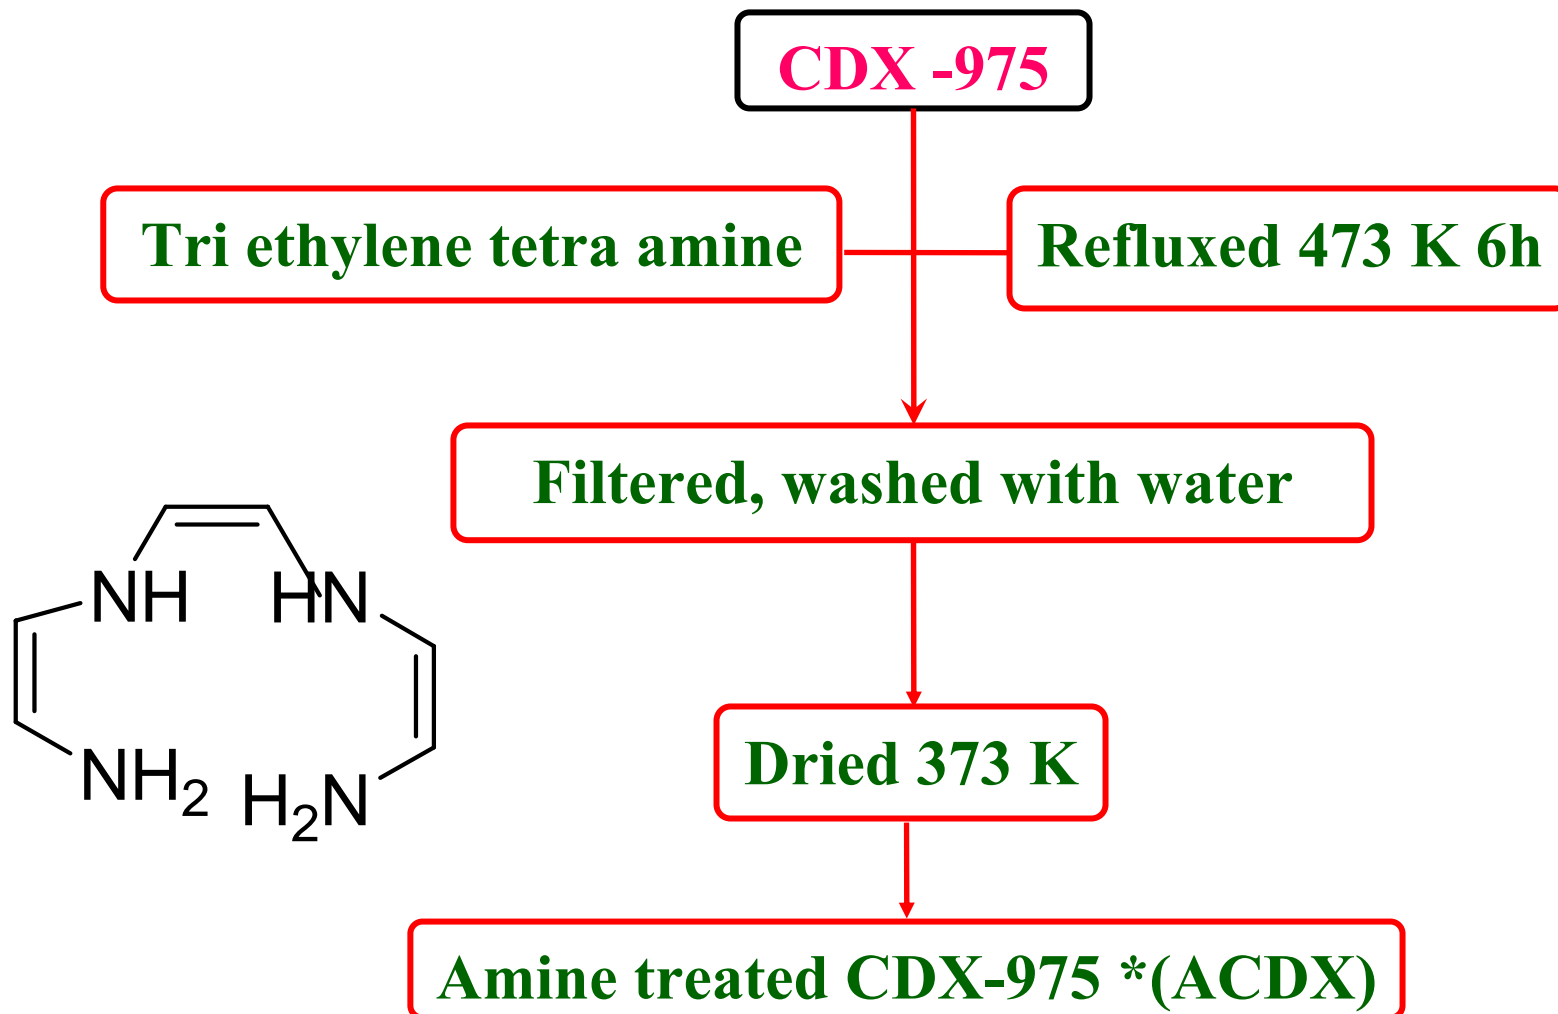 CDX -975
Tri ethylene tetra amine
Refluxed 473 K 6h
Filtered, washed with water
NH
HN
NH2
H2N
Dried 373 K
Amine treated CDX-975 *(ACDX)